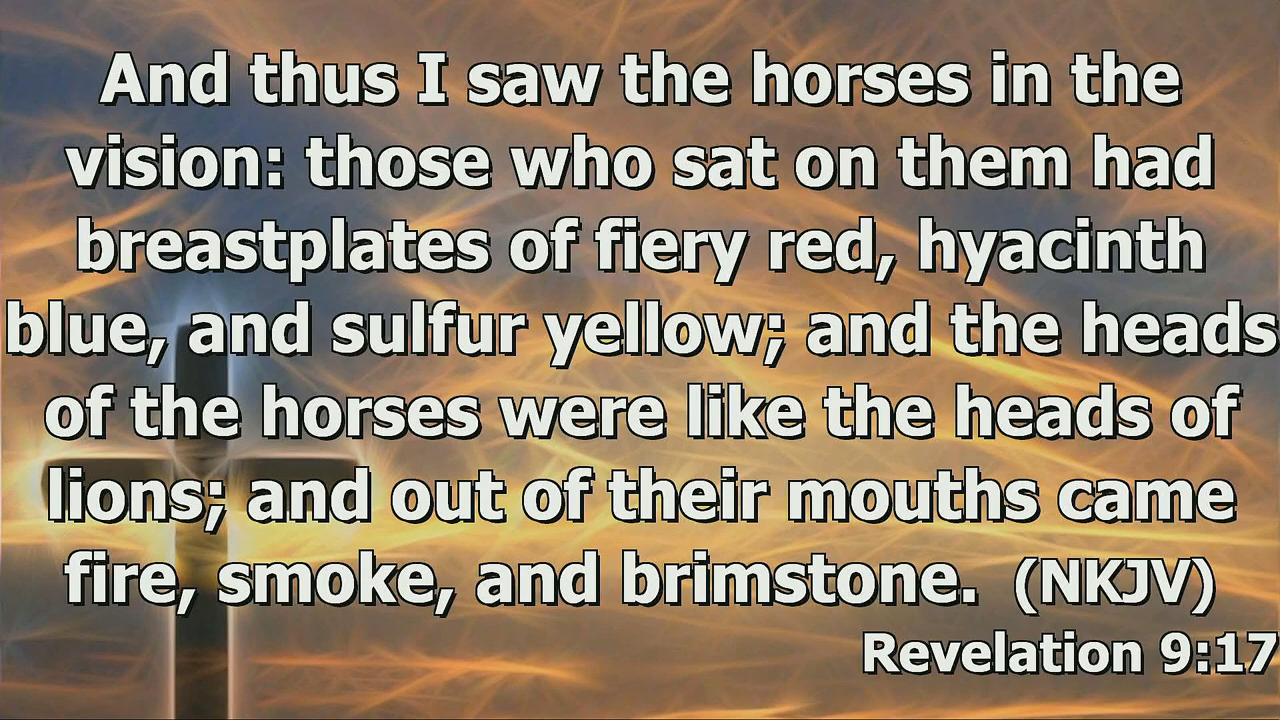 And thus I saw the horses in the
vision: those who sat on them had
breastplates of fiery red, hyacinth
blue, and sulfur yellow; and the heads
of the horses were like the heads of
lions; and out of their mouths came
fire, smoke, and brimstone. (NKJV)
Revelation 9:17